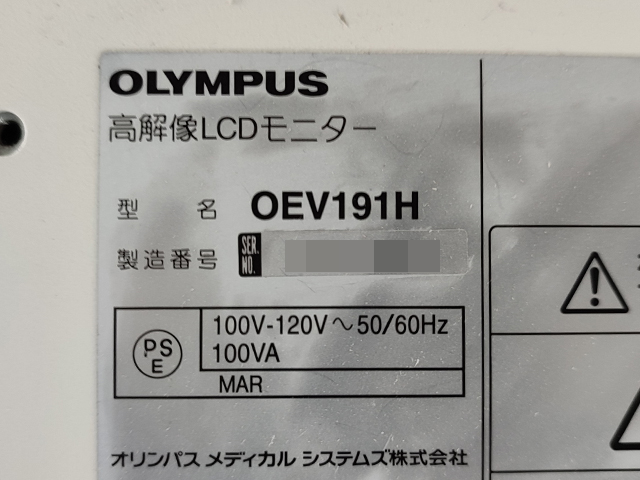 OLYMPUS
高解像LCDモニター
型名 OEV191H
製造番号 SER. NO.
PSE
100V-120V～50/60Hz
100VA
MAR
オリンパス メディカル システムズ株式会社